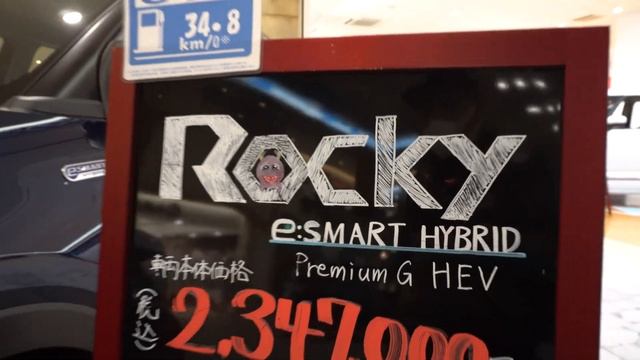 34.8
km/ℓ※
Rocky
e:SMART HYBRID
e:SMART
Premium G HEV
車両本体価格
(税込)
2,347,000